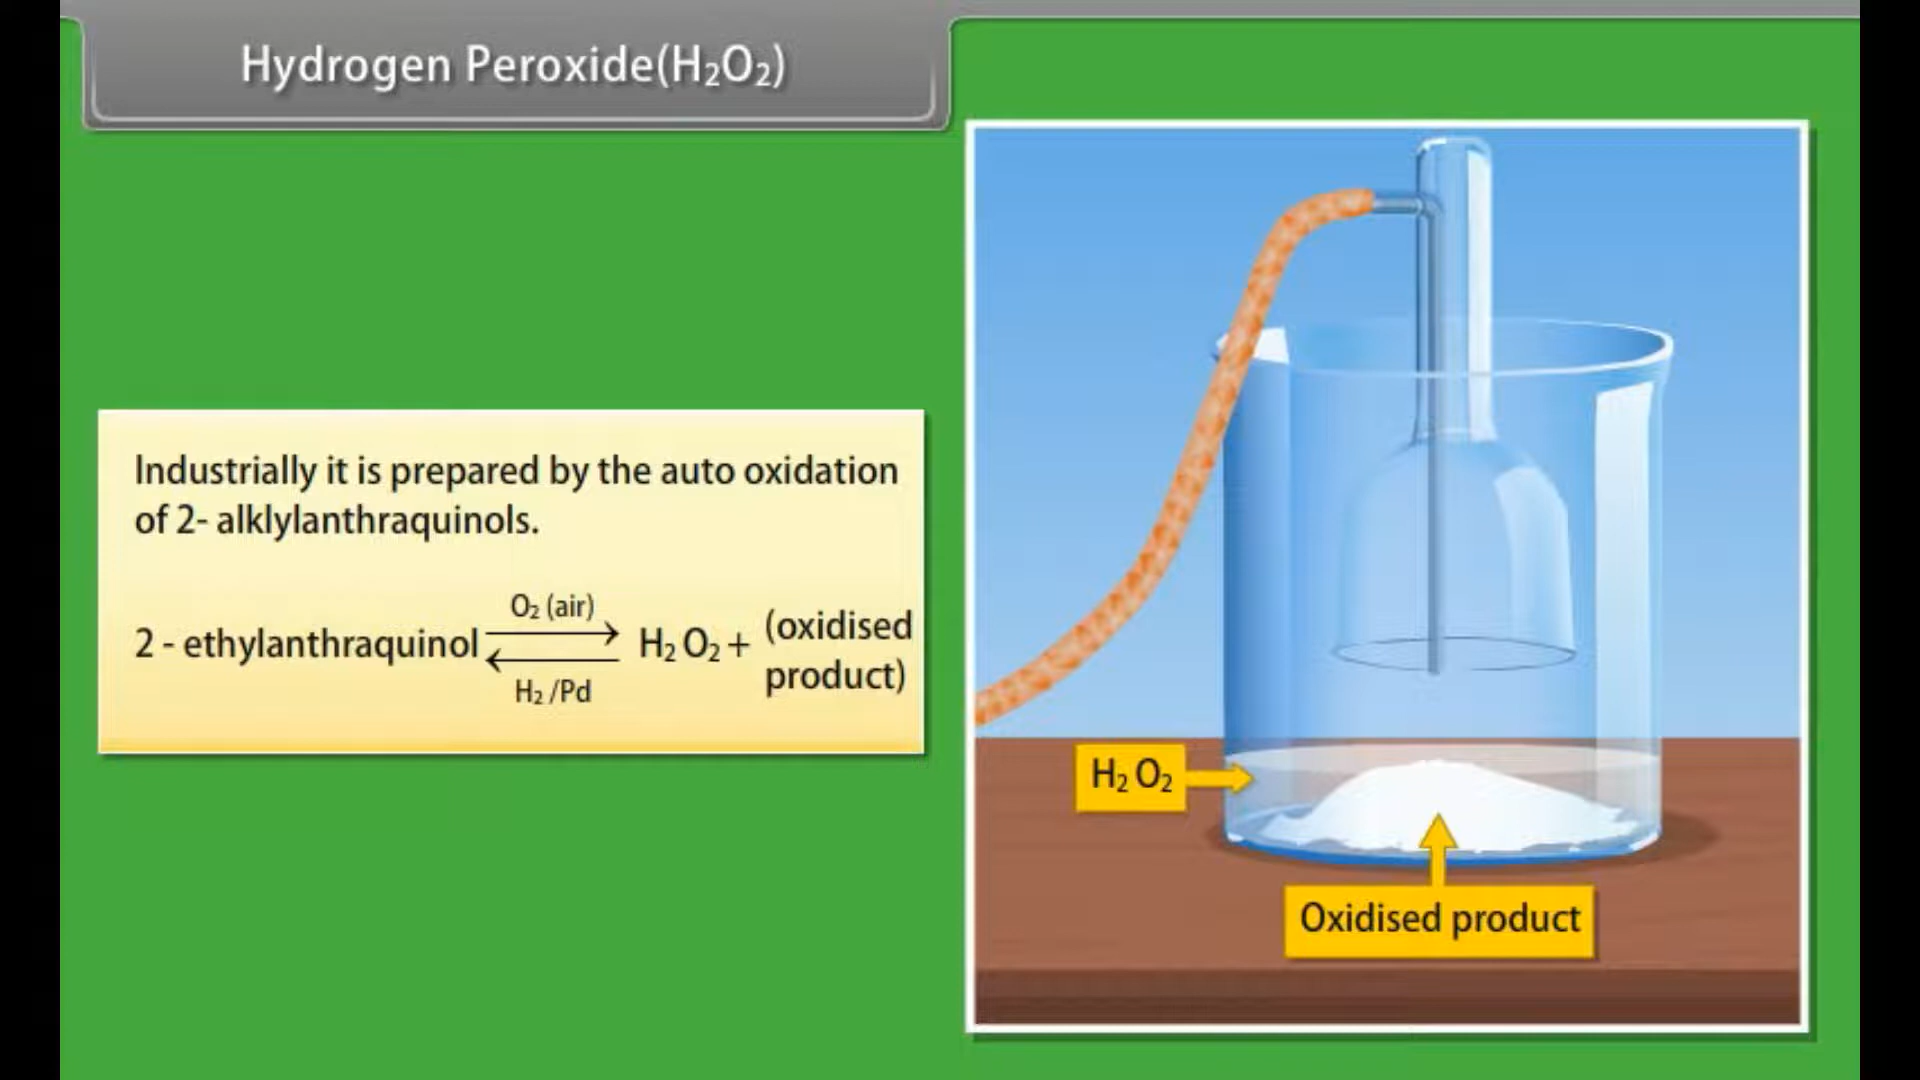 Hydrogen Peroxide(H₂O₂)
Industrially it is prepared by the auto oxidation
of 2- alklylanthraquinols.
O₂ (air)
2 - ethylanthraquinol ⇄ H₂ O₂ + (oxidised
product)
H₂ /Pd
H₂ O₂
Oxidised product